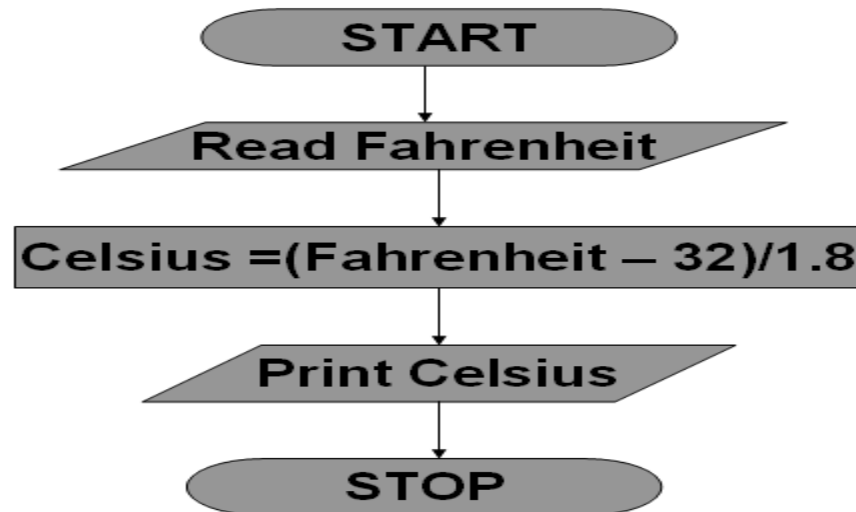 START
Read Fahrenheit
Celsius =(Fahrenheit – 32)/1.8
Print Celsius
STOP